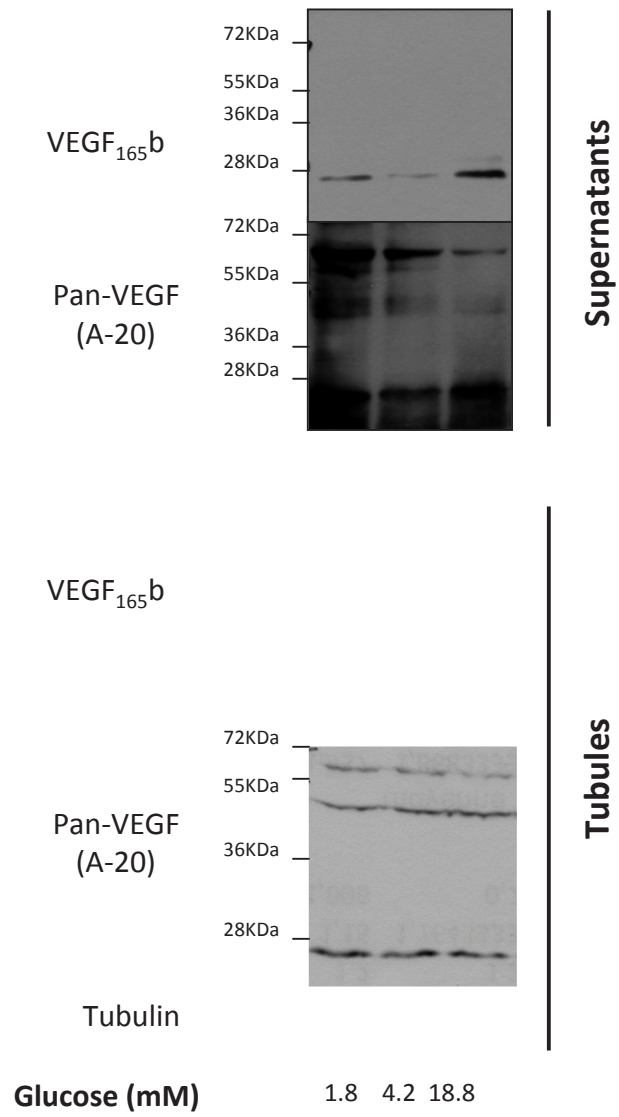 72KDa
55KDa
36KDa
VEGF₁₆₅b
28KDa
72KDa
55KDa
Pan-VEGF
(A-20)
36KDa
28KDa
Supernatants
VEGF₁₆₅b
72KDa
55KDa
Pan-VEGF
(A-20)
36KDa
28KDa
Tubulin
Tubules
Glucose (mM) 1.8 4.2 18.8